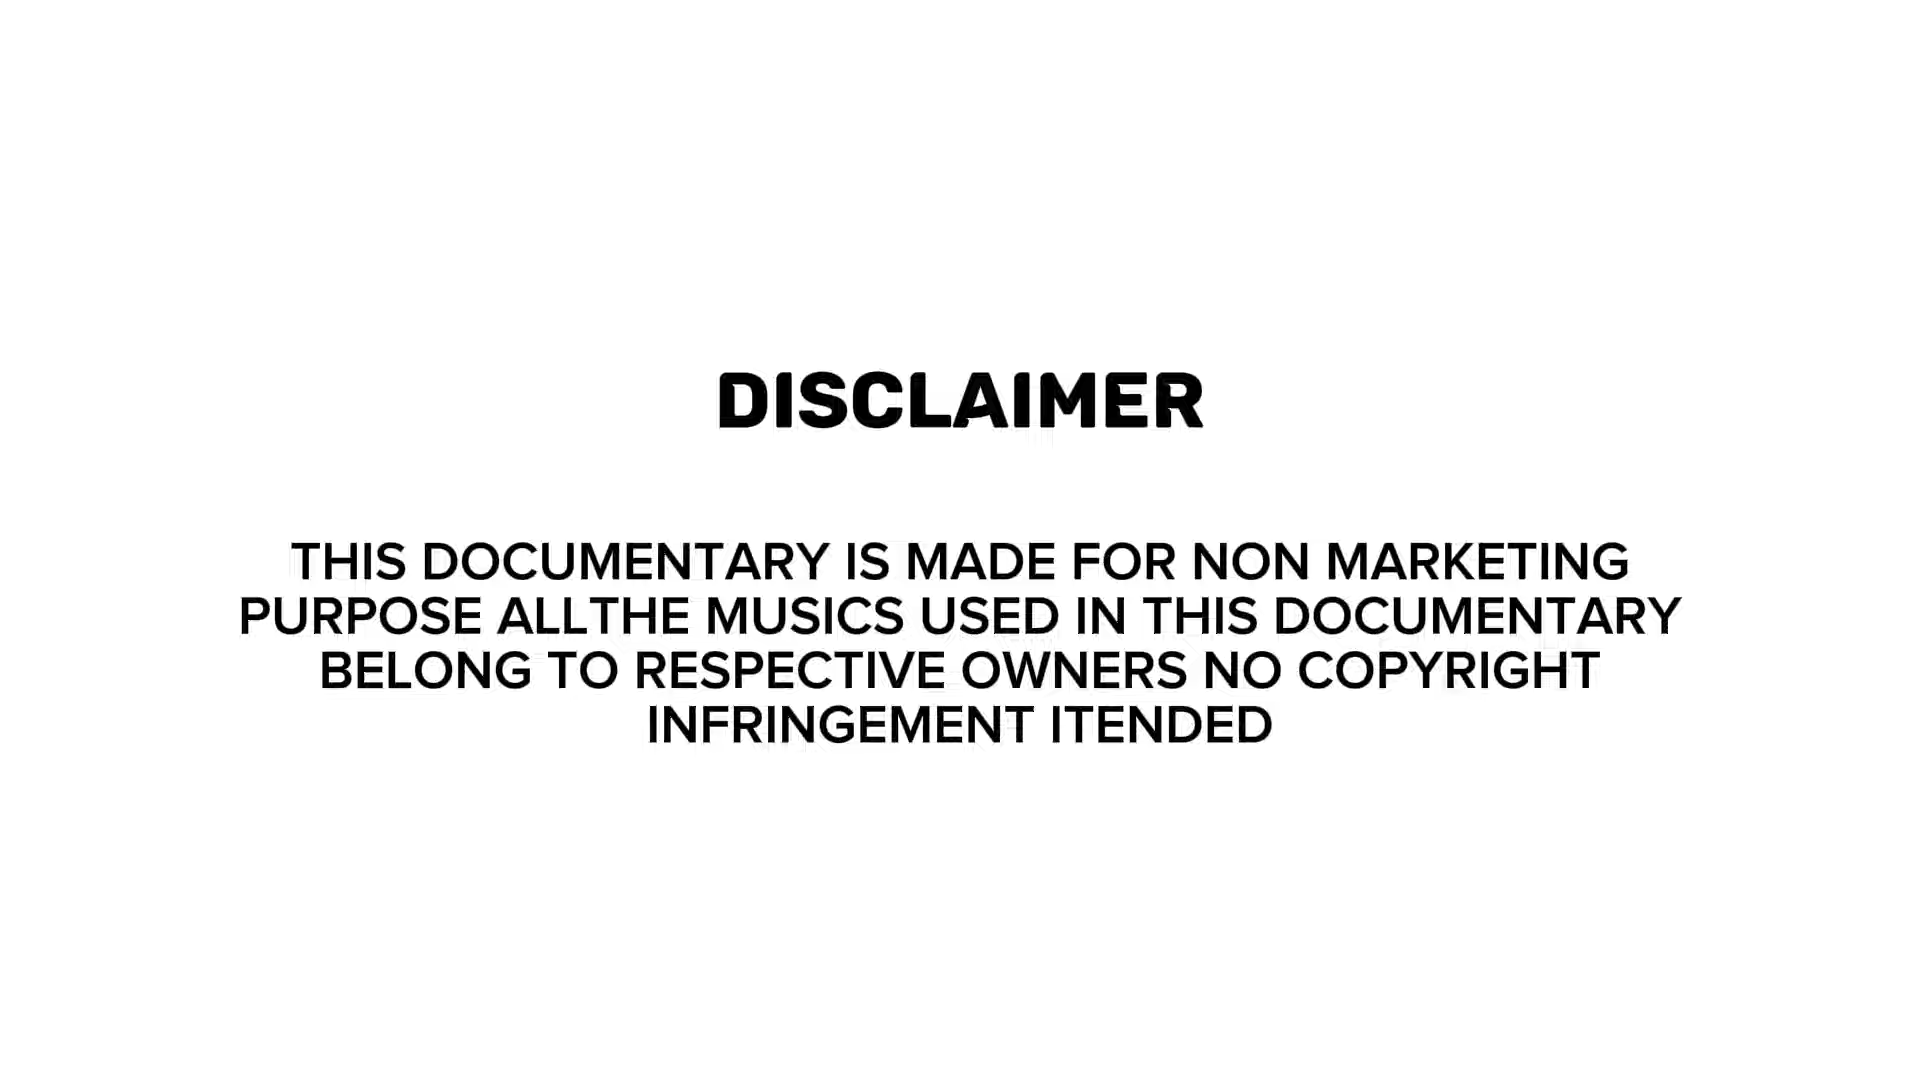 DISCLAIMER
THIS DOCUMENTARY IS MADE FOR NON MARKETING
PURPOSE ALLTHE MUSICS USED IN THIS DOCUMENTARY
BELONG TO RESPECTIVE OWNERS NO COPYRIGHT
INFRINGEMENT ITENDED